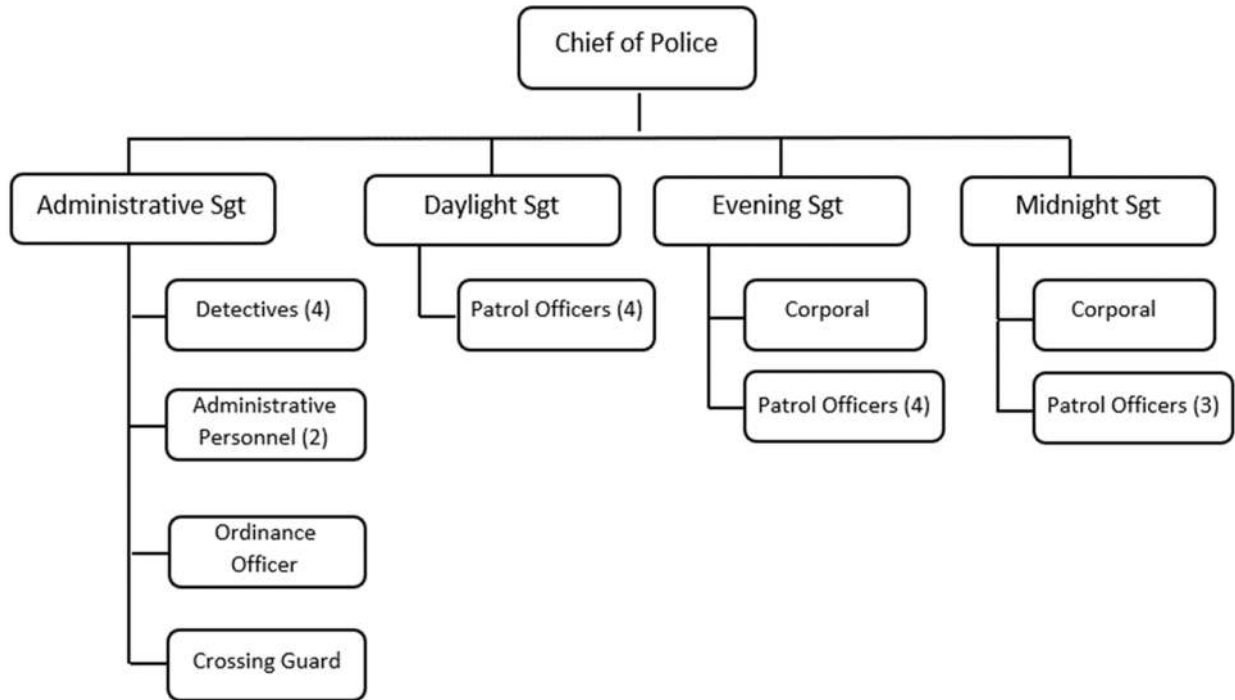 Chief of Police
Administrative Sgt
Daylight Sgt
Evening Sgt
Midnight Sgt
Detectives (4)
Patrol Officers (4)
Corporal
Corporal
Administrative
Personnel (2)
Patrol Officers (4)
Patrol Officers (3)
Ordinance
Officer
Crossing Guard